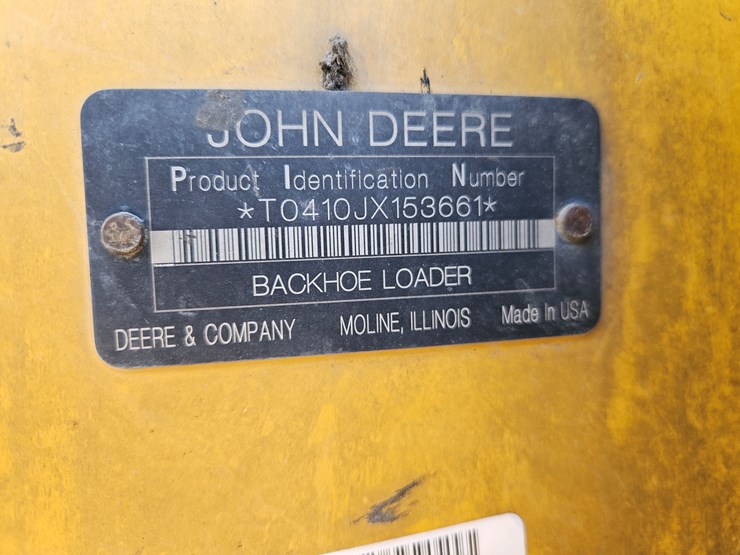 JOHN DEERE
Product Identification Number
*T0410JX153661*
BACKHOE LOADER
DEERE & COMPANY MOLINE, ILLINOIS Made In USA